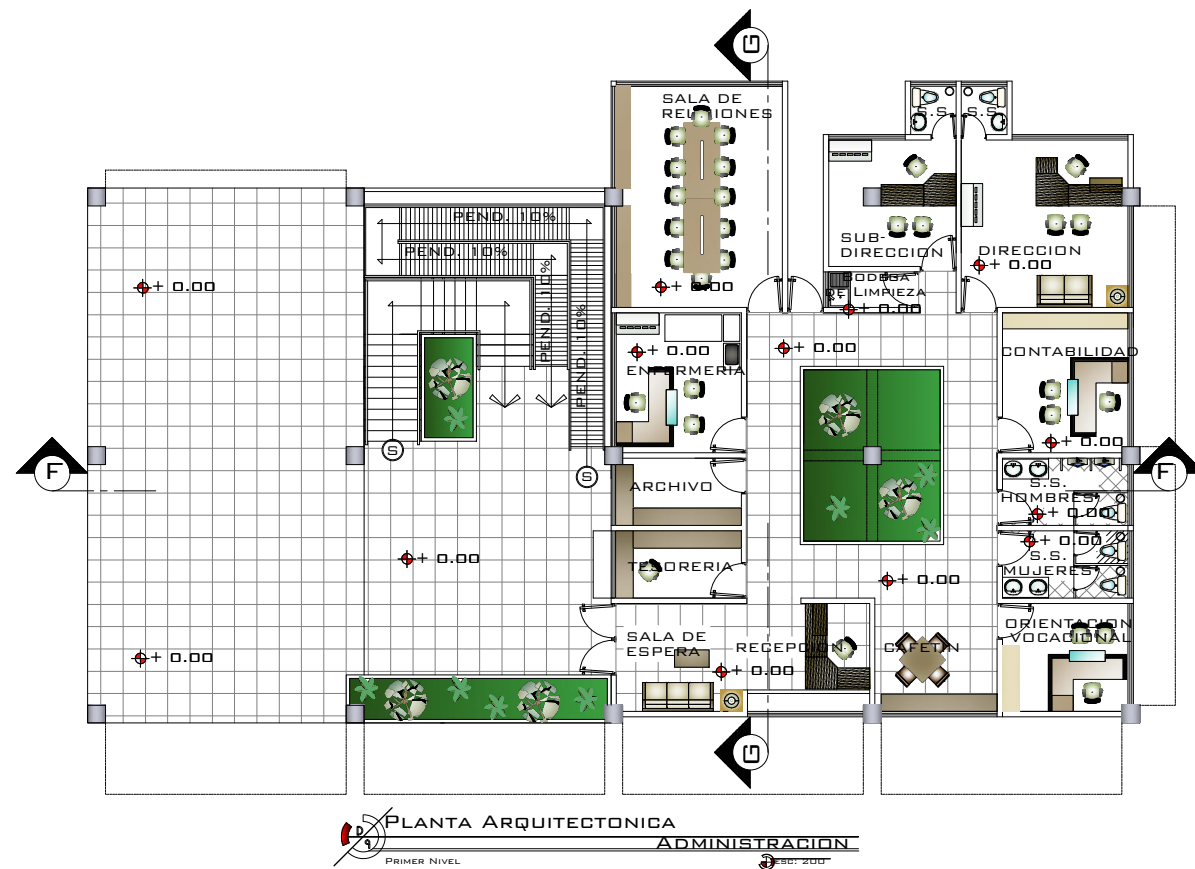 G
SALA DE
REUNIONES
S.S.
S.S.
PEND. 10%
PEND. 10%
PEND. 10%
PEND. 10%
SUB-
DIRECCION
DIRECCION
+ 0.00
+ 0.00
+ 0.00
BODEGA
DE LIMPIEZA
+ 0.00
+ 0.00
ENFERMERIA
+ 0.00
CONTABILIDAD
+ 0.00
S
S
F
F
ARCHIVO
S.S.
HOMBRES
+ 0.00
+ 0.00
S.S.
MUJERES
+ 0.00
TESORERIA
+ 0.00
SALA DE
ESPERA
RECEPCION
CAFETIN
ORIENTACION
VOCACIONAL
+ 0.00
+ 0.00
G
D
9
PLANTA ARQUITECTONICA
ADMINISTRACION
PRIMER NIVEL
ESC: 200